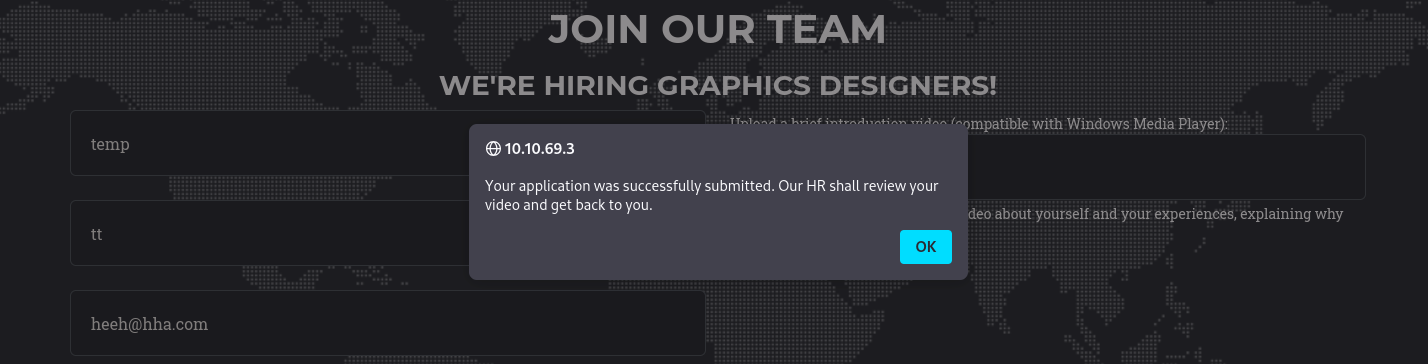 JOIN OUR TEAM
WE'RE HIRING GRAPHICS DESIGNERS!
temp
Upload a brief introduction video (compatible with Windows Media Player):
10.10.69.3
Your application was successfully submitted. Our HR shall review your
video and get back to you.
deo about yourself and your experiences, explaining why
tt
OK
heeh@hha.com